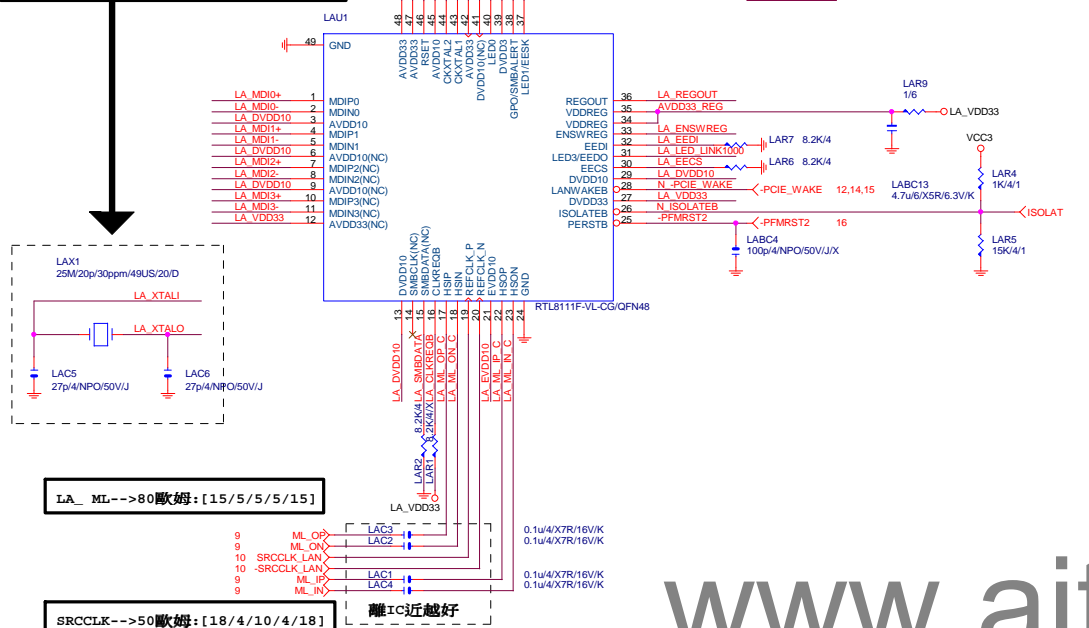 LAU1
48
47
46
45
44
43
42
41
40
39
38
37
AVDD33
AVDD33
RSET
AVDD10
CKXTAL2
CKXTAL1
AVDD33
DVDD10(NC)
LED0
DVDD3
GPO/SMBALERT
LED1/EESK
49 GND
LA_MDI0+ 1 MDIP0
LA_MDI0- 2 MDIN0
LA_DVDD10 3 AVDD10
LA_MDI1+ 4 MDIP1
LA_MDI1- 5 MDIN1
LA_DVDD10 6 AVDD10(NC)
LA_MDI2+ 7 MDIP2(NC)
LA_MDI2- 8 MDIN2(NC)
LA_DVDD10 9 AVDD10(NC)
LA_MDI3+ 10 MDIP3(NC)
LA_MDI3- 11 MDIN3(NC)
LA_VDD33 12 AVDD33(NC)
REGOUT 36 LA_REGOUT
VDDREG 35 AVDD33_REG
VDDREG 34
ENSWREG 33 LA_ENSWREG
EEDI 32 LA_EEDI
LED3/EEDO 31 LA_LED_LINK1000
EECS 30 LA_EECS
DVDD10 29 LA_DVDD10
LANWAKEB 28 N_-PCIE_WAKE
DVDD33 27 LA_VDD33
ISOLATEB 26 N_ISOLATEB
PERSTB 25 -PFMRST2
LAR9
1/6
LA_VDD33
LAR7 8.2K/4
LAR6 8.2K/4
VCC3
LAR4
1K/4/1
LABC13
4.7u/6/X5R/6.3V/K
-PCIE_WAKE 12,14,15
ISOLAT
-PFMRST2 16
LABC4
100p/4/NPO/50V/J/X
LAR5
15K/4/1
DVDD10
SMBCLK(NC)
SMBDATA(NC)
CLKREQB
HSIP
HSIN
REFCLK_P
REFCLK_N
EVDD10
HSOP
HSON
GND
RTL8111F-VL-CG/QFN48
13
14
15
16
17
18
19
20
21
22
23
24
LA_DVDD10
LA_SMBDATA
LA_CLKREQB
LA_ML_OP_C
LA_ML_ON_C
LA_EVDD10
LA_ML_IP_C
LA_ML_IN_C
8.2K/4
8.2K/4/X
LAR2
LAR1
LA_VDD33
LAX1
25M/20p/30ppm/49US/20/D
LA_XTALI
LA_XTALO
LAC5
27p/4/NPO/50V/J
LAC6
27p/4/NPO/50V/J
LA_ ML-->80歐姆:[15/5/5/5/15]
9 ML_OP LAC3 0.1u/4/X7R/16V/K
9 ML_ON LAC2 0.1u/4/X7R/16V/K
10 SRCCLK_LAN
10 -SRCCLK_LAN
9 ML_IP LAC1 0.1u/4/X7R/16V/K
9 ML_IN LAC4 0.1u/4/X7R/16V/K
離IC近越好
SRCCLK-->50歐姆:[18/4/10/4/18]